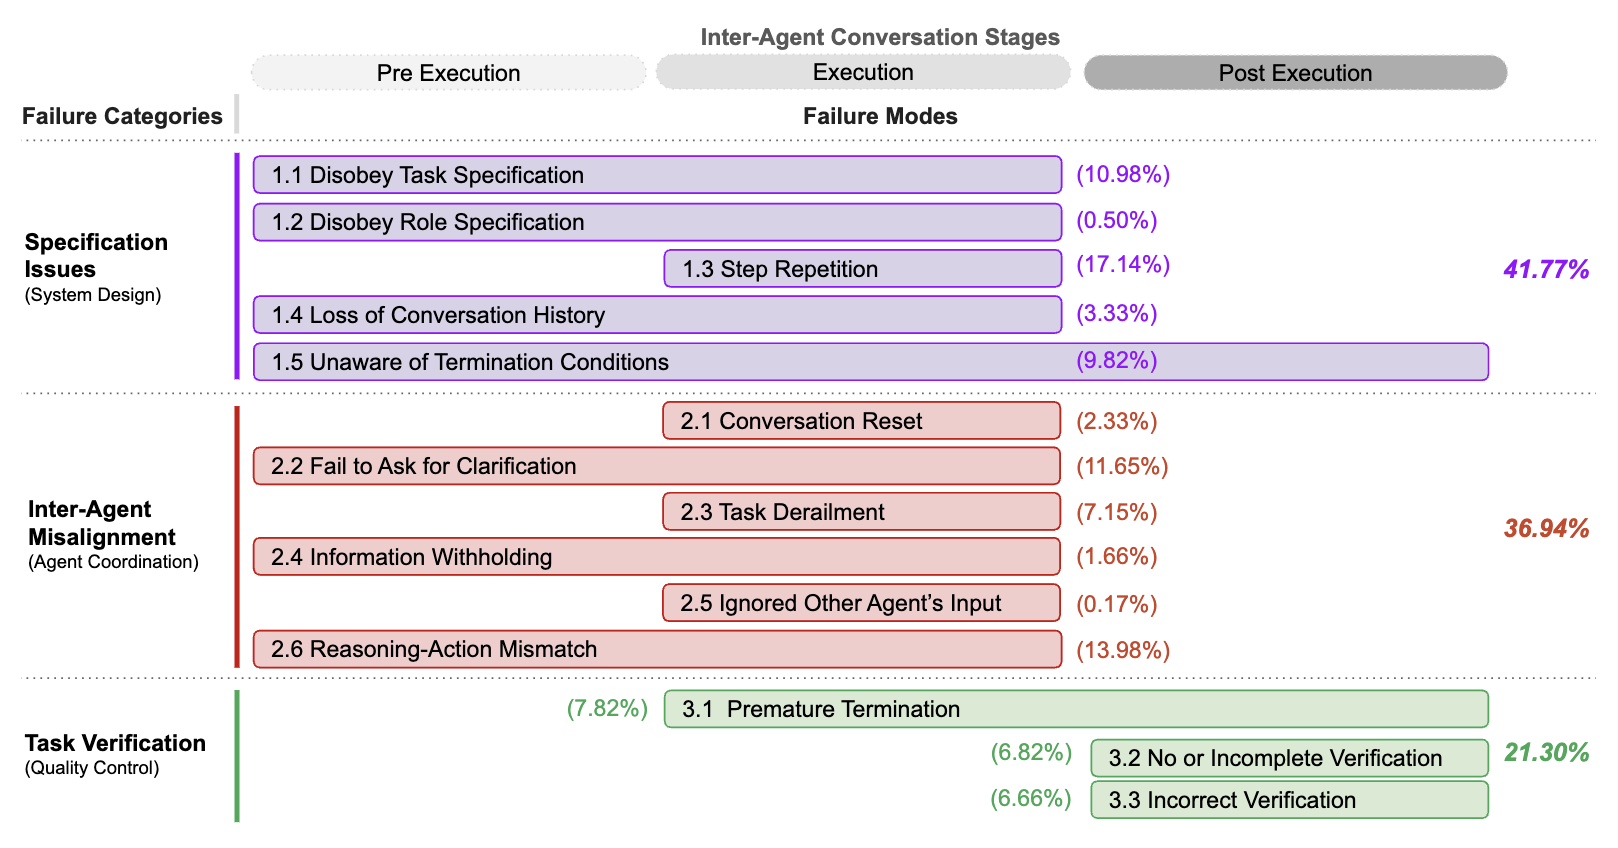 Inter-Agent Conversation Stages
Pre Execution
Execution
Post Execution
Failure Categories
Failure Modes
Specification
Issues
(System Design)
1.1 Disobey Task Specification (10.98%)
1.2 Disobey Role Specification (0.50%)
1.3 Step Repetition (17.14%)
1.4 Loss of Conversation History (3.33%)
1.5 Unaware of Termination Conditions (9.82%)
41.77%
Inter-Agent
Misalignment
(Agent Coordination)
2.1 Conversation Reset (2.33%)
2.2 Fail to Ask for Clarification (11.65%)
2.3 Task Derailment (7.15%)
2.4 Information Withholding (1.66%)
2.5 Ignored Other Agent’s Input (0.17%)
2.6 Reasoning-Action Mismatch (13.98%)
36.94%
Task Verification
(Quality Control)
(7.82%) 3.1 Premature Termination
(6.82%) 3.2 No or Incomplete Verification
(6.66%) 3.3 Incorrect Verification
21.30%